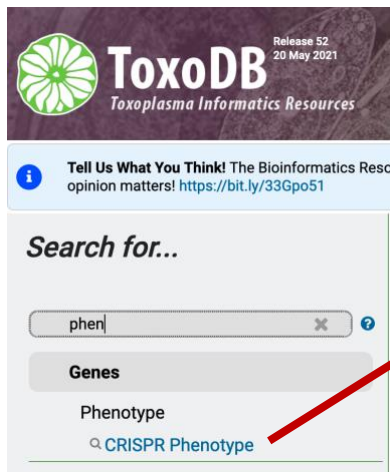 ToxoDB
Release 52
20 May 2021
Toxoplasma Informatics Resources
Tell Us What You Think! The Bioinformatics Reso
opinion matters! https://bit.ly/33Gpo51
Search for...
phen
Genes
Phenotype
CRISPR Phenotype